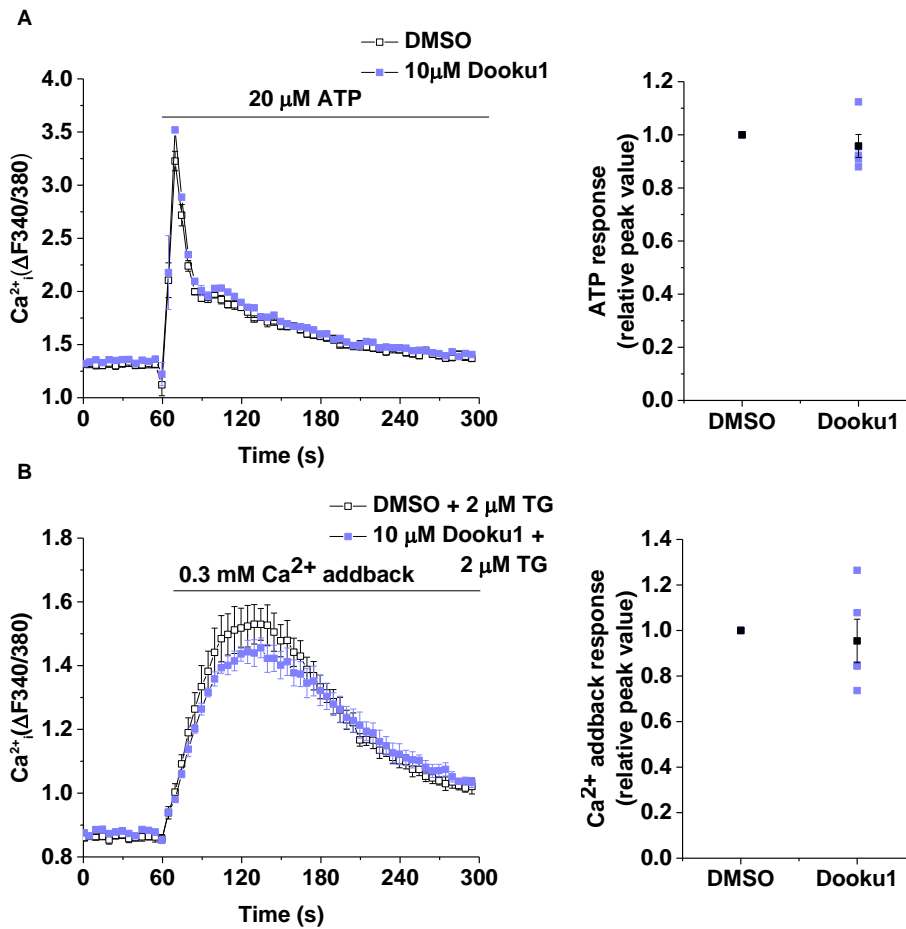 A
DMSO
10μM Dooku1
20 μM ATP
4.0
3.5
3.0
2.5
2.0
1.5
1.0
Ca²⁺ᵢ(ΔF340/380)
0 60 120 180 240 300
Time (s)
1.2
1.0
0.8
0.6
0.4
0.2
0.0
ATP response
(relative peak value)
DMSO Dooku1
B
DMSO + 2 μM TG
10 μM Dooku1 +
2 μM TG
0.3 mM Ca²⁺ addback
1.8
1.6
1.4
1.2
1.0
0.8
Ca²⁺ᵢ(ΔF340/380)
0 60 120 180 240 300
Time (s)
1.4
1.2
1.0
0.8
0.6
0.4
0.2
0.0
Ca²⁺ addback response
(relative peak value)
DMSO Dooku1